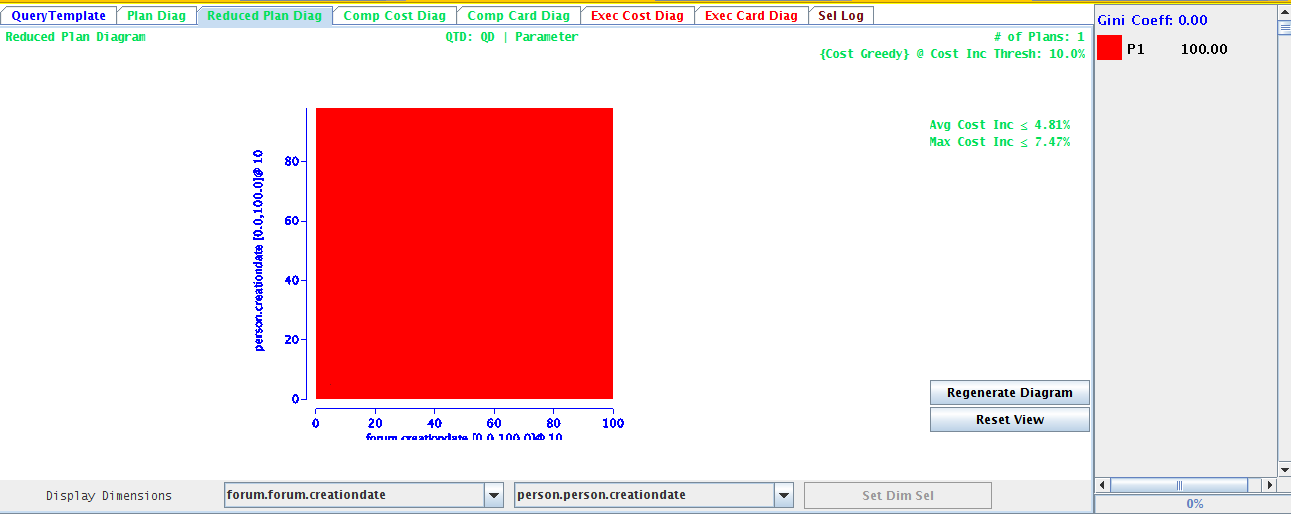 QueryTemplate Plan Diag Reduced Plan Diag Comp Cost Diag Comp Card Diag Exec Cost Diag Exec Card Diag Sel Log
Reduced Plan Diagram QTD: QD | Parameter # of Plans: 1
{Cost Greedy} @ Cost Inc Thresh: 10.0%
Avg Cost Inc ≤ 4.81%
Max Cost Inc ≤ 7.47%
person.creationdate [0.0,100.0]@ 10
80
60
40
20
0
0 20 40 60 80 100
forum.creationdate [0.0,100.0]@ 10
Regenerate Diagram
Reset View
Display Dimensions forum.forum.creationdate person.person.creationdate Set Dim Sel
Gini Coeff: 0.00
P1 100.00
0%